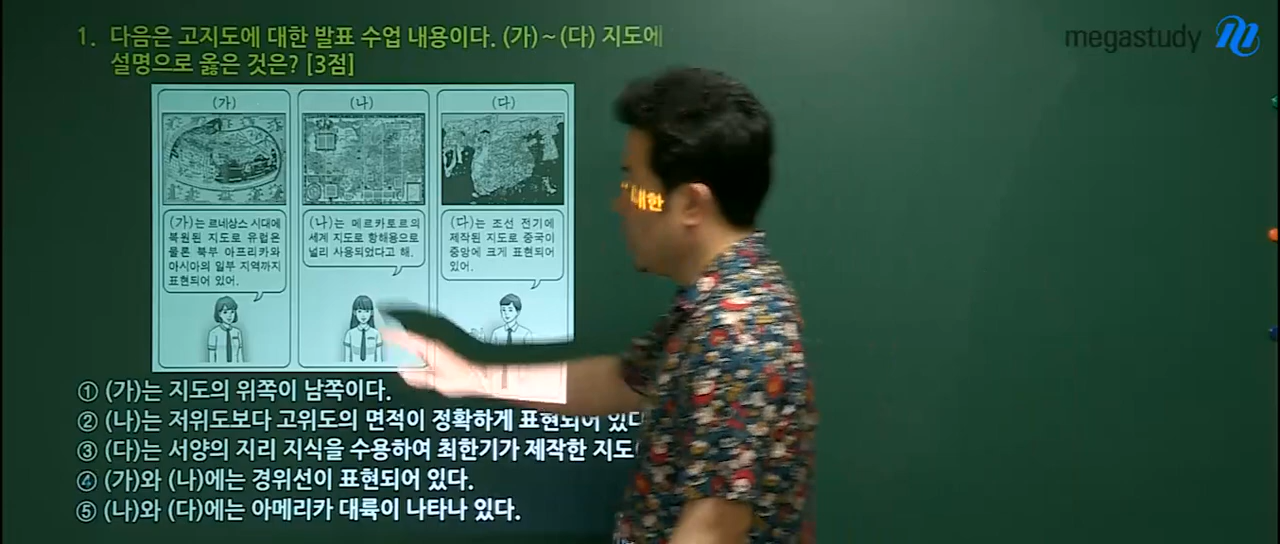 megastudy
1. 다음은 고지도에 대한 발표 수업 내용이다. (가)~(다) 지도에
대한
설명으로 옳은 것은? [3점]
(가)
(나)
(다)
(가)는 르네상스 시대에
복원된 지도로 유럽은
물론 북부 아프리카와
아시아의 일부 지역까지
표현되어 있어.
(나)는 메르카토르의
세계 지도로 항해용으로
널리 사용되었다고 해.
(다)는 조선 전기에
제작된 지도로 중국이
중앙에 크게 표현되어
있어.
① (가)는 지도의 위쪽이 남쪽이다.
② (나)는 저위도보다 고위도의 면적이 정확하게 표현되어 있다
③ (다)는 서양의 지리 지식을 수용하여 최한기가 제작한 지도
④ (가)와 (나)에는 경위선이 표현되어 있다.
⑤ (나)와 (다)에는 아메리카 대륙이 나타나 있다.